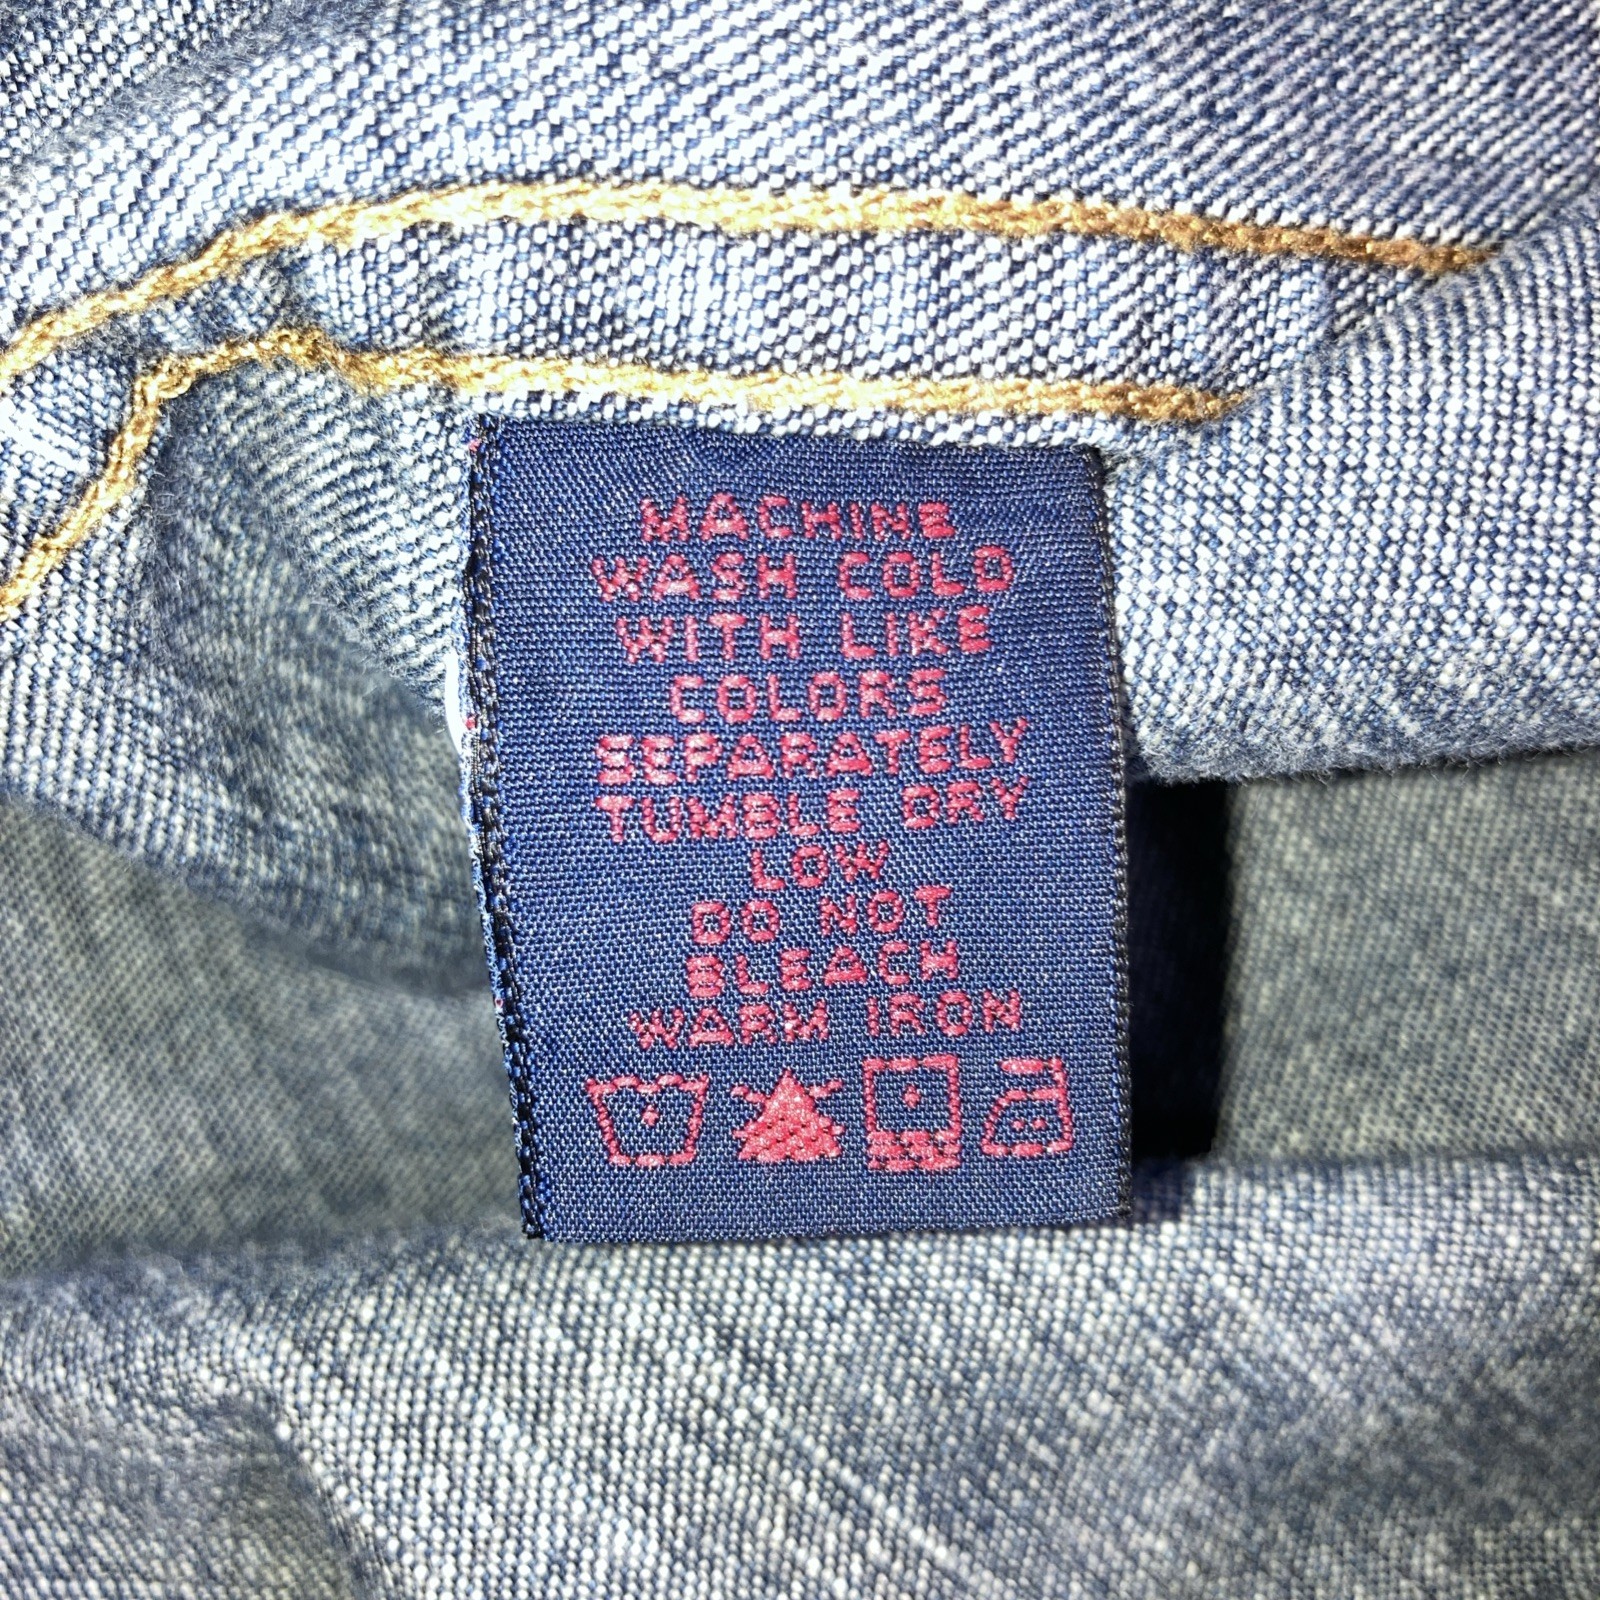 MACHINE
WASH COLD
WITH LIKE
COLORS
SEPARATELY
TUMBLE DRY
LOW
DO NOT
BLEACH
WARM IRON